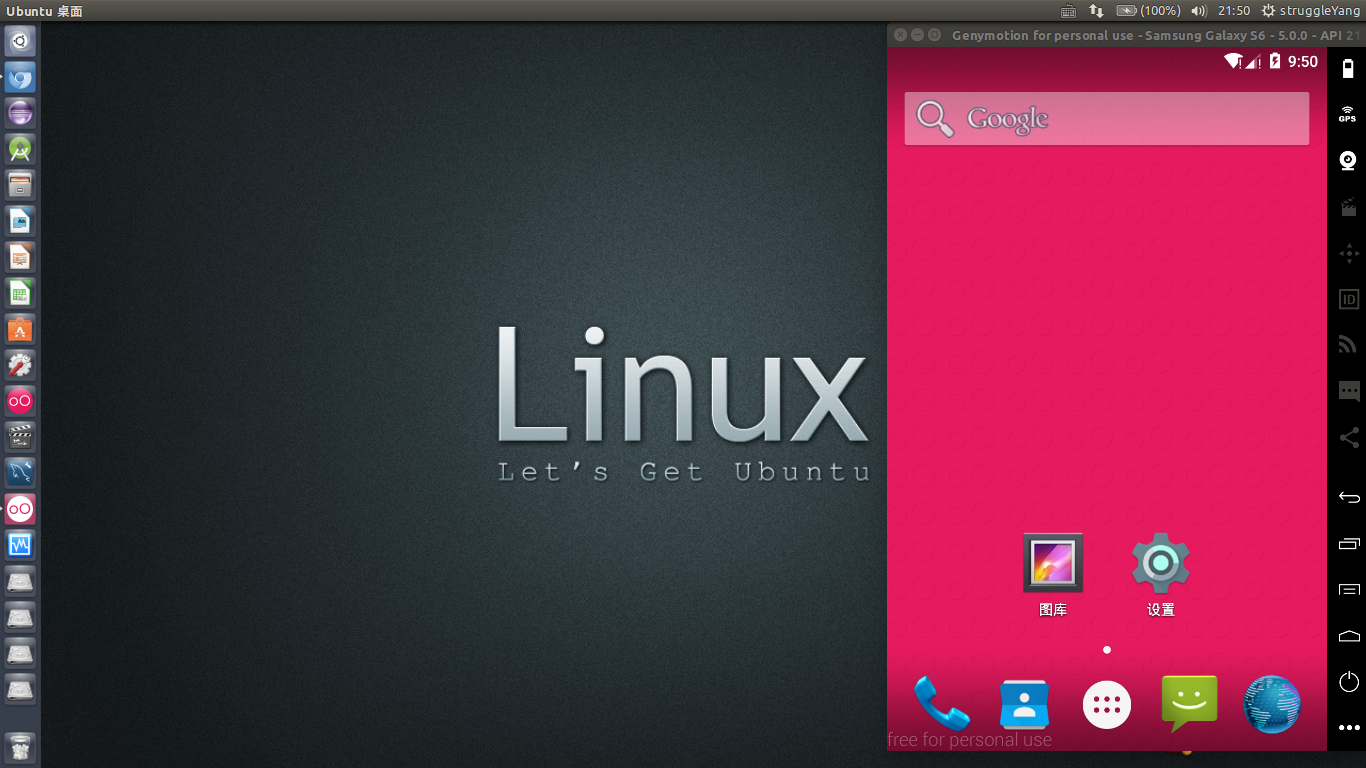 Ubuntu 桌面
(100%)
21:50
struggleYang
Genymotion for personal use - Samsung Galaxy S6 - 5.0.0 - API 21
9:50
Google
GPS
ID
Linux
Let's Get Ubuntu
图库
设置
free for personal use